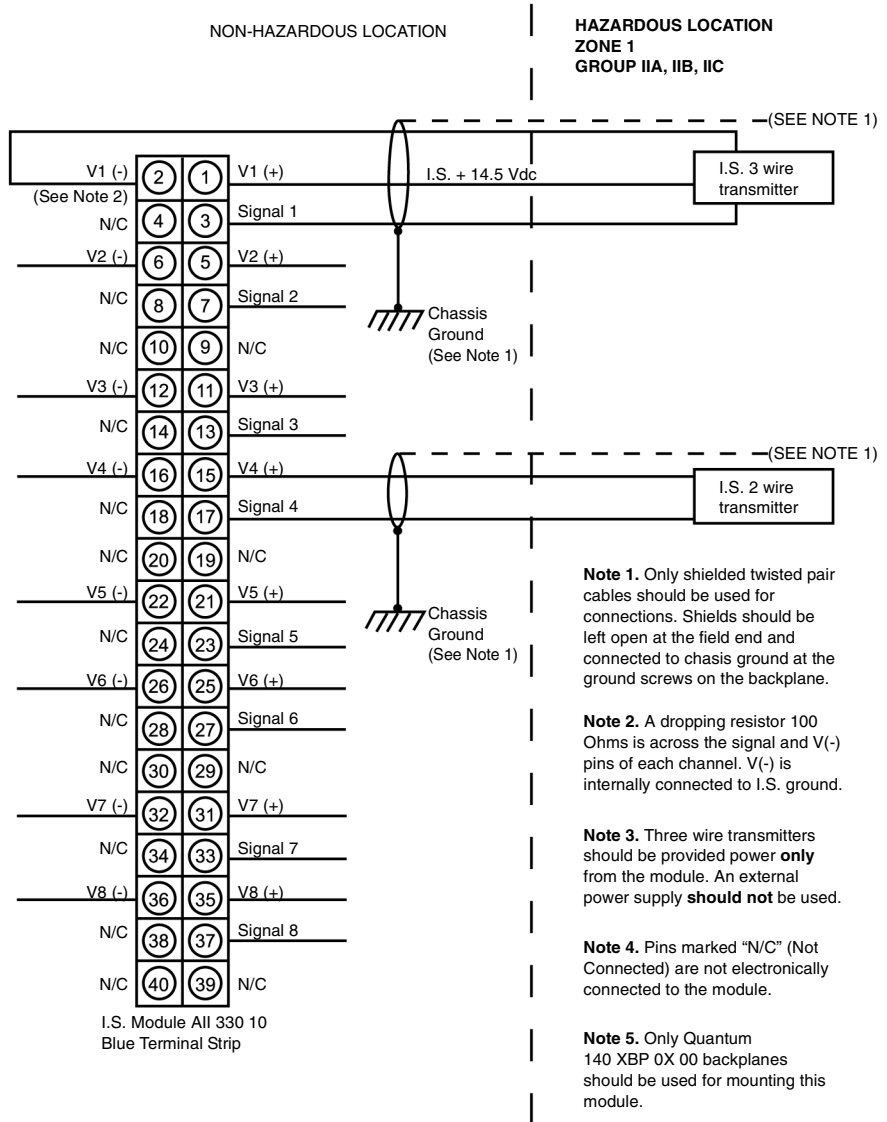 NON-HAZARDOUS LOCATION
HAZARDOUS LOCATION
ZONE 1
GROUP IIA, IIB, IIC
(SEE NOTE 1)
V1 (-) 2 1 V1 (+)
I.S. + 14.5 Vdc
I.S. 3 wire
transmitter
(See Note 2)
N/C 4 3 Signal 1
V2 (-) 6 5 V2 (+)
N/C 8 7 Signal 2
Chassis
Ground
(See Note 1)
N/C 10 9 N/C
V3 (-) 12 11 V3 (+)
N/C 14 13 Signal 3
(SEE NOTE 1)
V4 (-) 16 15 V4 (+)
I.S. 2 wire
transmitter
N/C 18 17 Signal 4
N/C 20 19 N/C
V5 (-) 22 21 V5 (+)
Chassis
Ground
(See Note 1)
N/C 24 23 Signal 5
V6 (-) 26 25 V6 (+)
N/C 28 27 Signal 6
N/C 30 29 N/C
V7 (-) 32 31 V7 (+)
N/C 34 33 Signal 7
V8 (-) 36 35 V8 (+)
N/C 38 37 Signal 8
N/C 40 39 N/C
I.S. Module AII 330 10
Blue Terminal Strip
Note 1. Only shielded twisted pair
cables should be used for
connections. Shields should be
left open at the field end and
connected to chasis ground at the
ground screws on the backplane.
Note 2. A dropping resistor 100
Ohms is across the signal and V(-)
pins of each channel. V(-) is
internally connected to I.S. ground.
Note 3. Three wire transmitters
should be provided power only
from the module. An external
power supply should not be used.
Note 4. Pins marked “N/C” (Not
Connected) are not electronically
connected to the module.
Note 5. Only Quantum
140 XBP 0X 00 backplanes
should be used for mounting this
module.